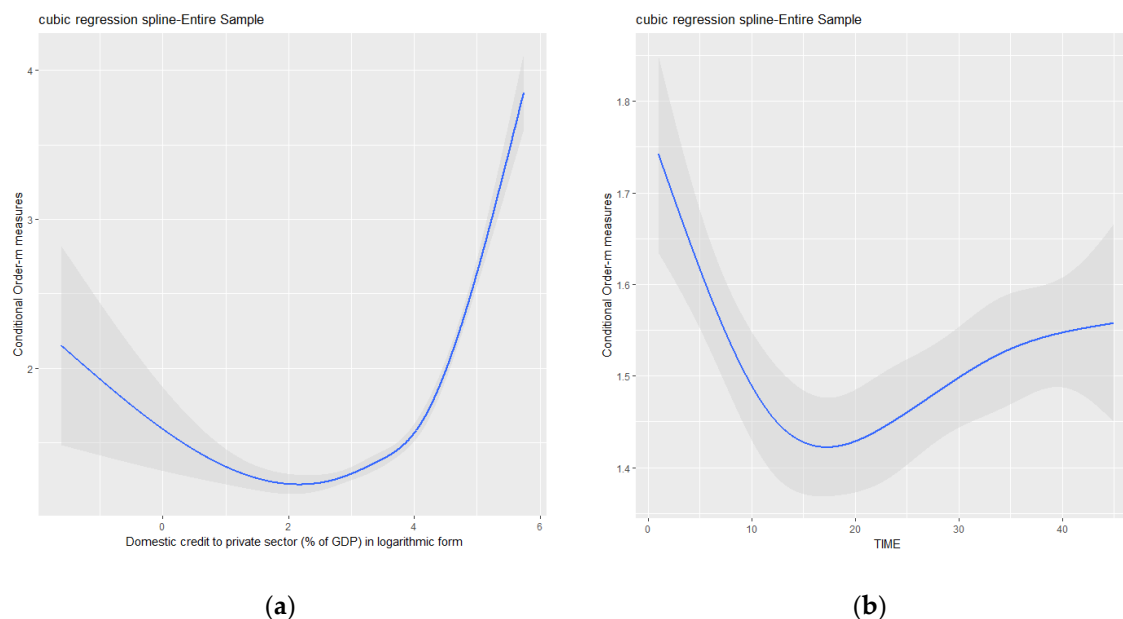 cubic regression spline-Entire Sample
4
3
2
Conditional Order-m measures
0
2
4
6
Domestic credit to private sector (% of GDP) in logarithmic form
(a)
cubic regression spline-Entire Sample
1.8
1.7
1.6
1.5
1.4
Conditional Order-m measures
0
10
20
30
40
TIME
(b)